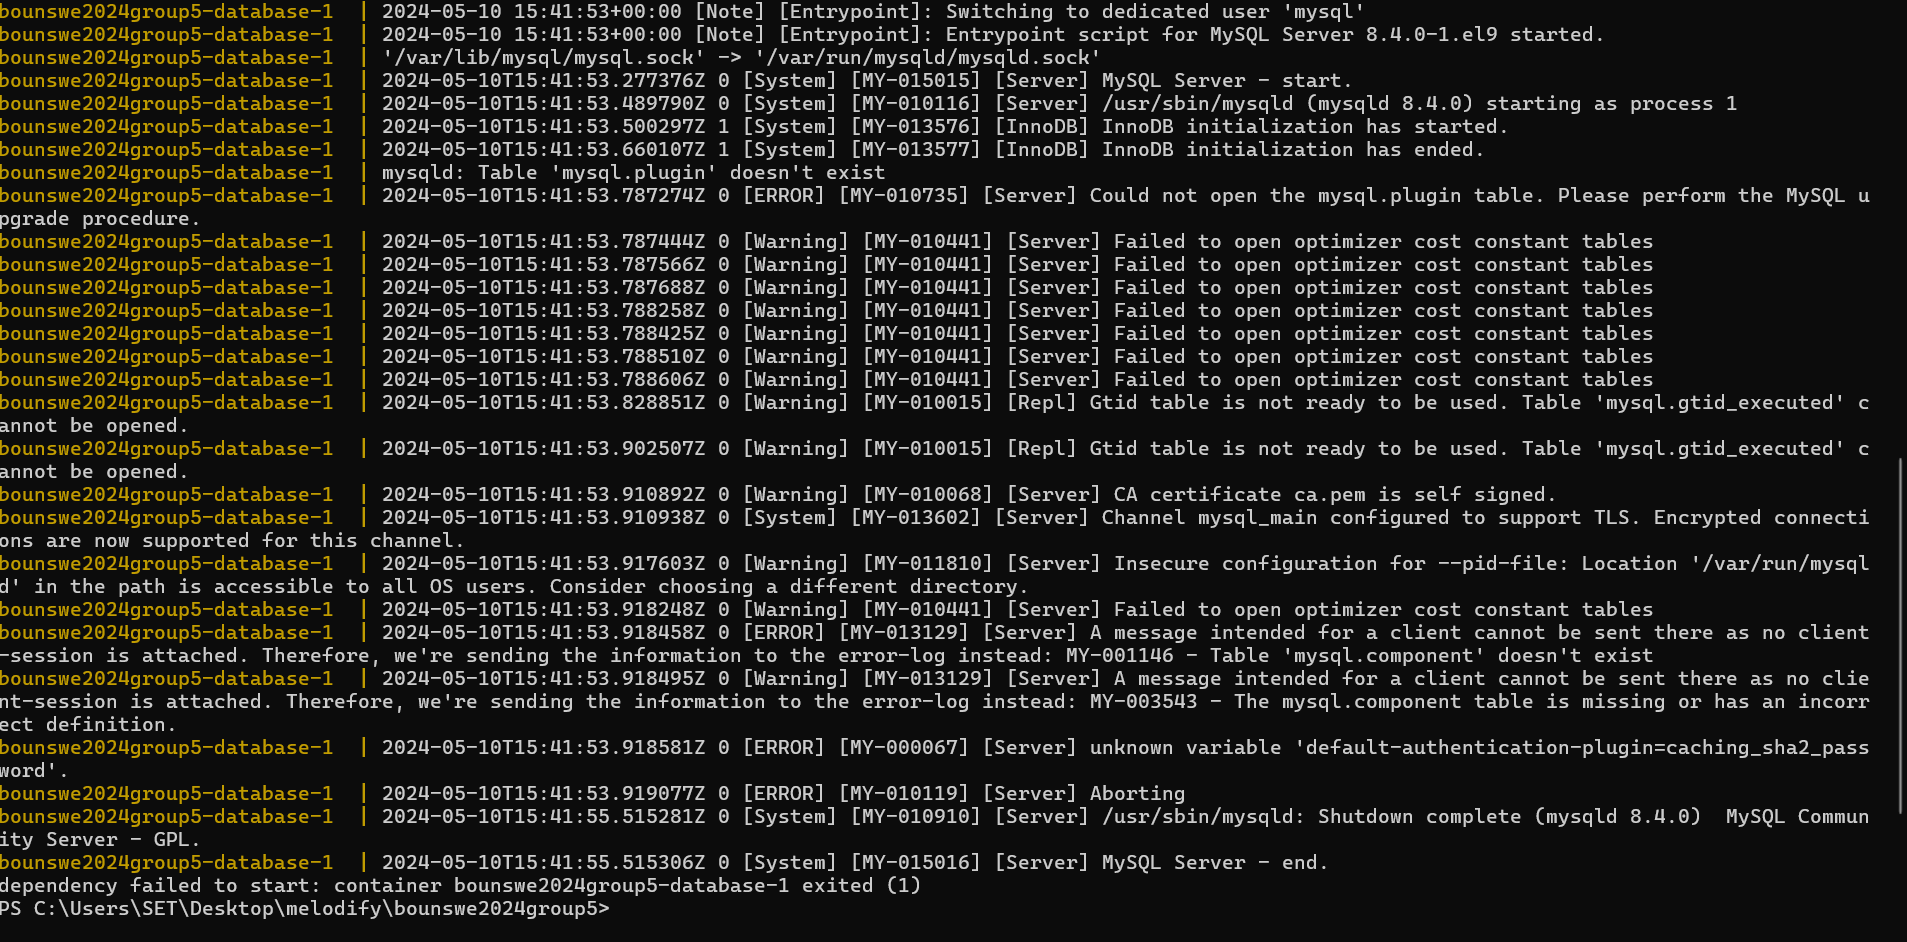 bounswe2024group5-database-1  | 2024-05-10 15:41:53+00:00 [Note] [Entrypoint]: Switching to dedicated user 'mysql'
bounswe2024group5-database-1  | 2024-05-10 15:41:53+00:00 [Note] [Entrypoint]: Entrypoint script for MySQL Server 8.4.0-1.el9 started.
bounswe2024group5-database-1  | '/var/lib/mysql/mysql.sock' -> '/var/run/mysqld/mysqld.sock'
bounswe2024group5-database-1  | 2024-05-10T15:41:53.277376Z 0 [System] [MY-015015] [Server] MySQL Server - start.
bounswe2024group5-database-1  | 2024-05-10T15:41:53.489790Z 0 [System] [MY-010116] [Server] /usr/sbin/mysqld (mysqld 8.4.0) starting as process 1
bounswe2024group5-database-1  | 2024-05-10T15:41:53.500297Z 1 [System] [MY-013576] [InnoDB] InnoDB initialization has started.
bounswe2024group5-database-1  | 2024-05-10T15:41:53.660107Z 1 [System] [MY-013577] [InnoDB] InnoDB initialization has ended.
bounswe2024group5-database-1  | mysqld: Table 'mysql.plugin' doesn't exist
bounswe2024group5-database-1  | 2024-05-10T15:41:53.787274Z 0 [ERROR] [MY-010735] [Server] Could not open the mysql.plugin table. Please perform the MySQL u
pgrade procedure.
bounswe2024group5-database-1  | 2024-05-10T15:41:53.787444Z 0 [Warning] [MY-010441] [Server] Failed to open optimizer cost constant tables
bounswe2024group5-database-1  | 2024-05-10T15:41:53.787566Z 0 [Warning] [MY-010441] [Server] Failed to open optimizer cost constant tables
bounswe2024group5-database-1  | 2024-05-10T15:41:53.787688Z 0 [Warning] [MY-010441] [Server] Failed to open optimizer cost constant tables
bounswe2024group5-database-1  | 2024-05-10T15:41:53.788258Z 0 [Warning] [MY-010441] [Server] Failed to open optimizer cost constant tables
bounswe2024group5-database-1  | 2024-05-10T15:41:53.788425Z 0 [Warning] [MY-010441] [Server] Failed to open optimizer cost constant tables
bounswe2024group5-database-1  | 2024-05-10T15:41:53.788510Z 0 [Warning] [MY-010441] [Server] Failed to open optimizer cost constant tables
bounswe2024group5-database-1  | 2024-05-10T15:41:53.788606Z 0 [Warning] [MY-010441] [Server] Failed to open optimizer cost constant tables
bounswe2024group5-database-1  | 2024-05-10T15:41:53.828851Z 0 [Warning] [MY-010015] [Repl] Gtid table is not ready to be used. Table 'mysql.gtid_executed' c
annot be opened.
bounswe2024group5-database-1  | 2024-05-10T15:41:53.902507Z 0 [Warning] [MY-010015] [Repl] Gtid table is not ready to be used. Table 'mysql.gtid_executed' c
annot be opened.
bounswe2024group5-database-1  | 2024-05-10T15:41:53.910892Z 0 [Warning] [MY-010068] [Server] CA certificate ca.pem is self signed.
bounswe2024group5-database-1  | 2024-05-10T15:41:53.910938Z 0 [System] [MY-013602] [Server] Channel mysql_main configured to support TLS. Encrypted connecti
ons are now supported for this channel.
bounswe2024group5-database-1  | 2024-05-10T15:41:53.917603Z 0 [Warning] [MY-011810] [Server] Insecure configuration for --pid-file: Location '/var/run/mysql
d' in the path is accessible to all OS users. Consider choosing a different directory.
bounswe2024group5-database-1  | 2024-05-10T15:41:53.918248Z 0 [Warning] [MY-010441] [Server] Failed to open optimizer cost constant tables
bounswe2024group5-database-1  | 2024-05-10T15:41:53.918458Z 0 [ERROR] [MY-013129] [Server] A message intended for a client cannot be sent there as no client
-session is attached. Therefore, we're sending the information to the error-log instead: MY-001146 - Table 'mysql.component' doesn't exist
bounswe2024group5-database-1  | 2024-05-10T15:41:53.918495Z 0 [Warning] [MY-013129] [Server] A message intended for a client cannot be sent there as no clie
nt-session is attached. Therefore, we're sending the information to the error-log instead: MY-003543 - The mysql.component table is missing or has an incorr
ect definition.
bounswe2024group5-database-1  | 2024-05-10T15:41:53.918581Z 0 [ERROR] [MY-000067] [Server] unknown variable 'default-authentication-plugin=caching_sha2_pass
word'.
bounswe2024group5-database-1  | 2024-05-10T15:41:53.919077Z 0 [ERROR] [MY-010119] [Server] Aborting
bounswe2024group5-database-1  | 2024-05-10T15:41:55.515281Z 0 [System] [MY-010910] [Server] /usr/sbin/mysqld: Shutdown complete (mysqld 8.4.0)  MySQL Commun
ity Server - GPL.
bounswe2024group5-database-1  | 2024-05-10T15:41:55.515306Z 0 [System] [MY-015016] [Server] MySQL Server - end.
dependency failed to start: container bounswe2024group5-database-1 exited (1)
PS C:\Users\SET\Desktop\melodify\bounswe2024group5>